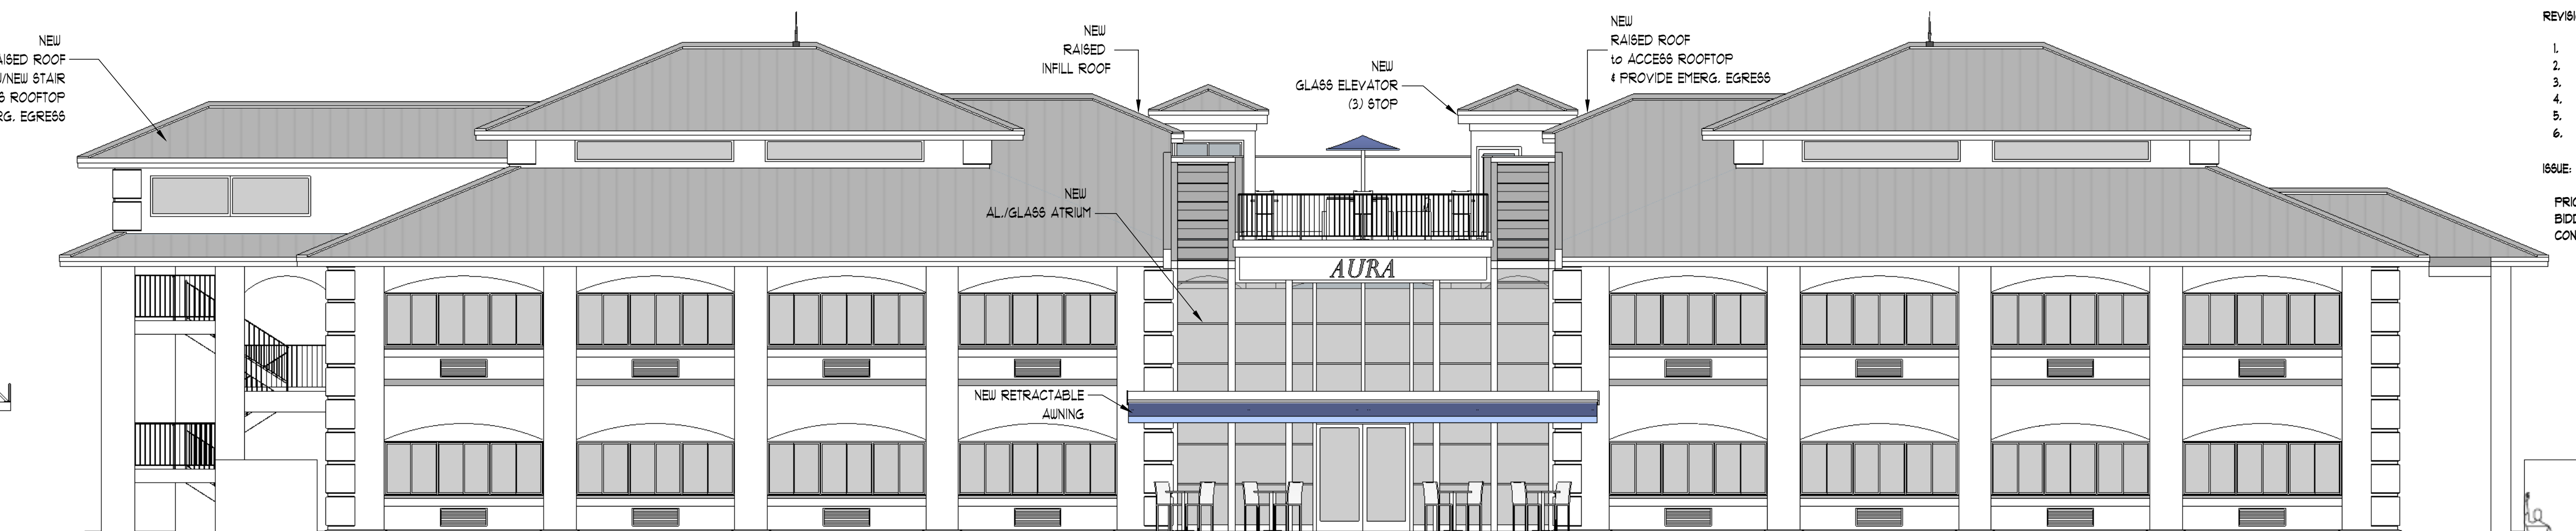 NEW
AISED ROOF
/NEW STAIR
S ROOFTOP
RG. EGRESS
NEW
RAISED
INFILL ROOF
NEW
GLASS ELEVATOR
(3) STOP
NEW
RAISED ROOF
to ACCESS ROOFTOP
& PROVIDE EMERG. EGRESS
NEW
AL./GLASS ATRIUM
AURA
NEW RETRACTABLE
AWNING
REVISI
1.
2.
3.
4.
5.
6.
ISSUE:
PRIC
BIDD
CON